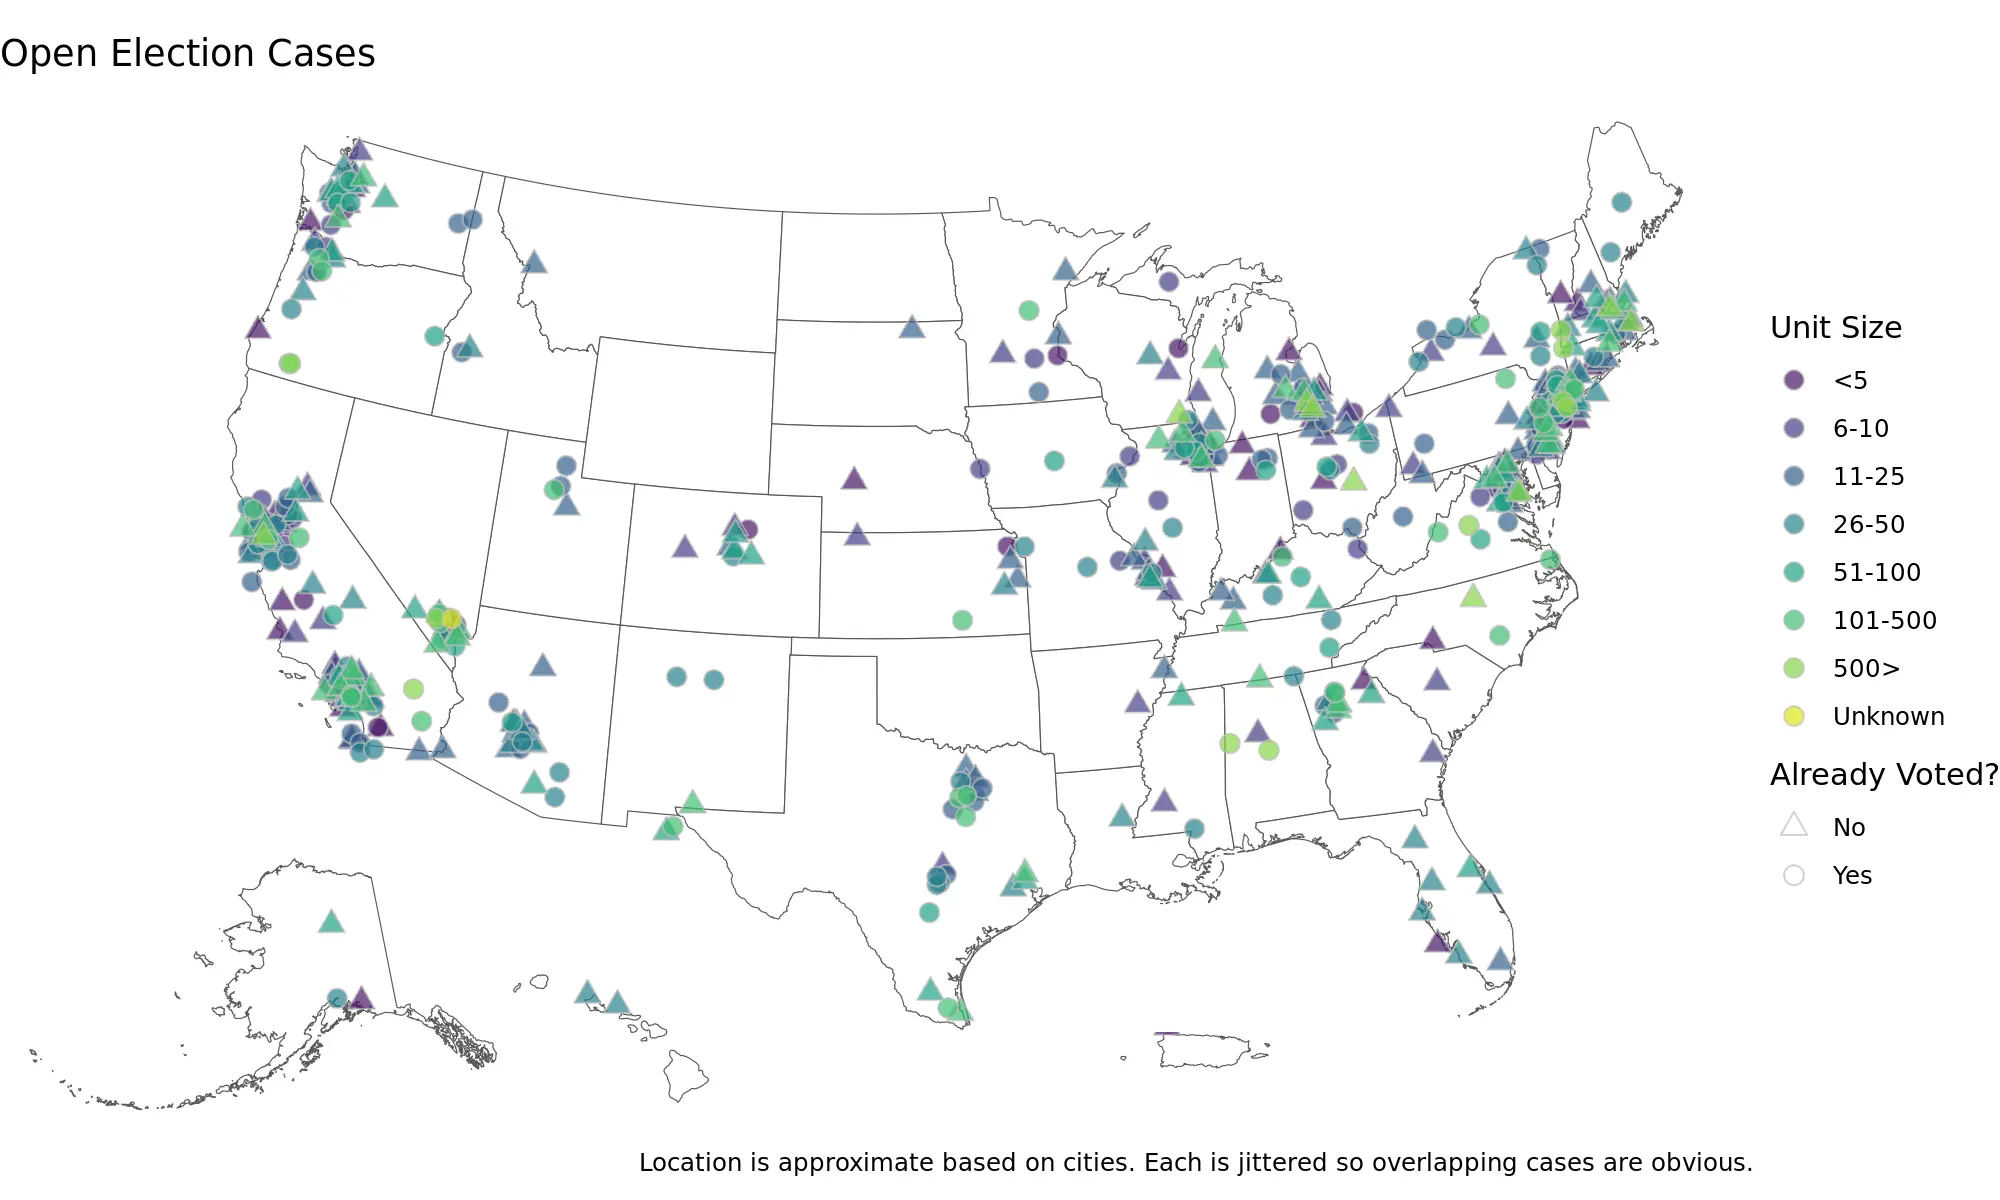 Open Election Cases
Unit Size
<5
6-10
11-25
26-50
51-100
101-500
500>
Unknown
Already Voted?
No
Yes
Location is approximate based on cities. Each is jittered so overlapping cases are obvious.